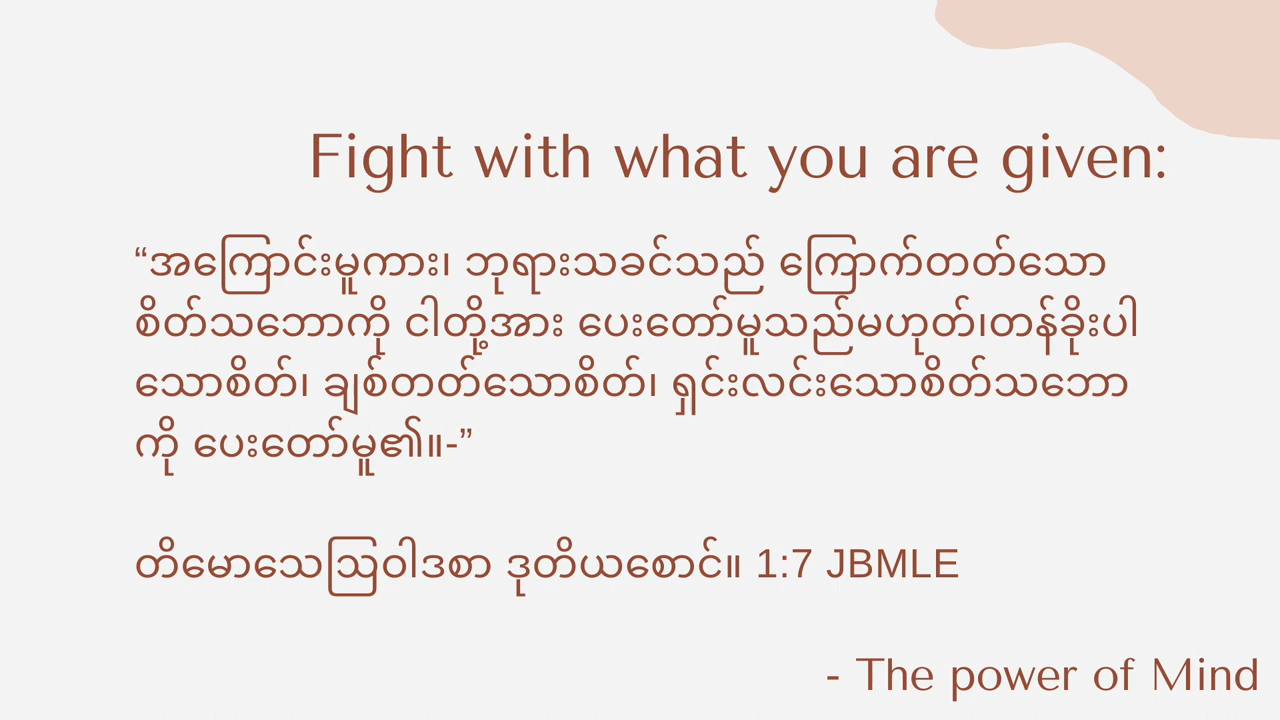 Fight with what you are given:
“အကြောင်းမူကား၊ ဘုရားသခင်သည် ကြောက်တတ်သော
စိတ်သဘောကို ငါတို့အား ပေးတော်မူသည်မဟုတ်၊တန်ခိုးပါ
သောစိတ်၊ ချစ်တတ်သောစိတ်၊ ရှင်းလင်းသောစိတ်သဘော
ကို ပေးတော်မူ၏။-”
တိမောသေဩဝါဒစာ ဒုတိယစောင်။ 1:7 JBMLE
- The power of Mind